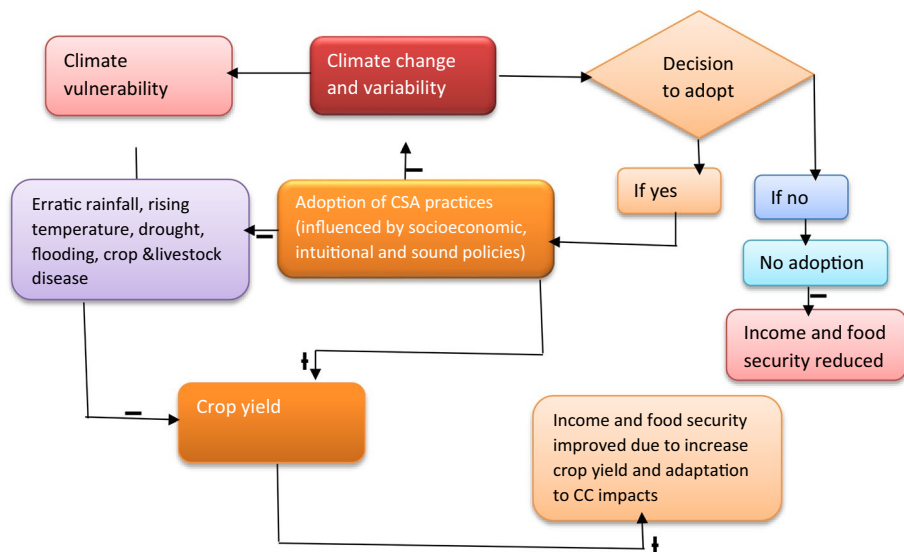 Climate
vulnerability
Climate change
and variability
Decision
to adopt
If yes
If no
Erratic rainfall, rising
temperature, drought,
flooding, crop &livestock
disease
Adoption of CSA practices
(influenced by socioeconomic,
intuitional and sound policies)
No adoption
Income and food
security reduced
Crop yield
Income and food security
improved due to increase
crop yield and adaptation
to CC impacts